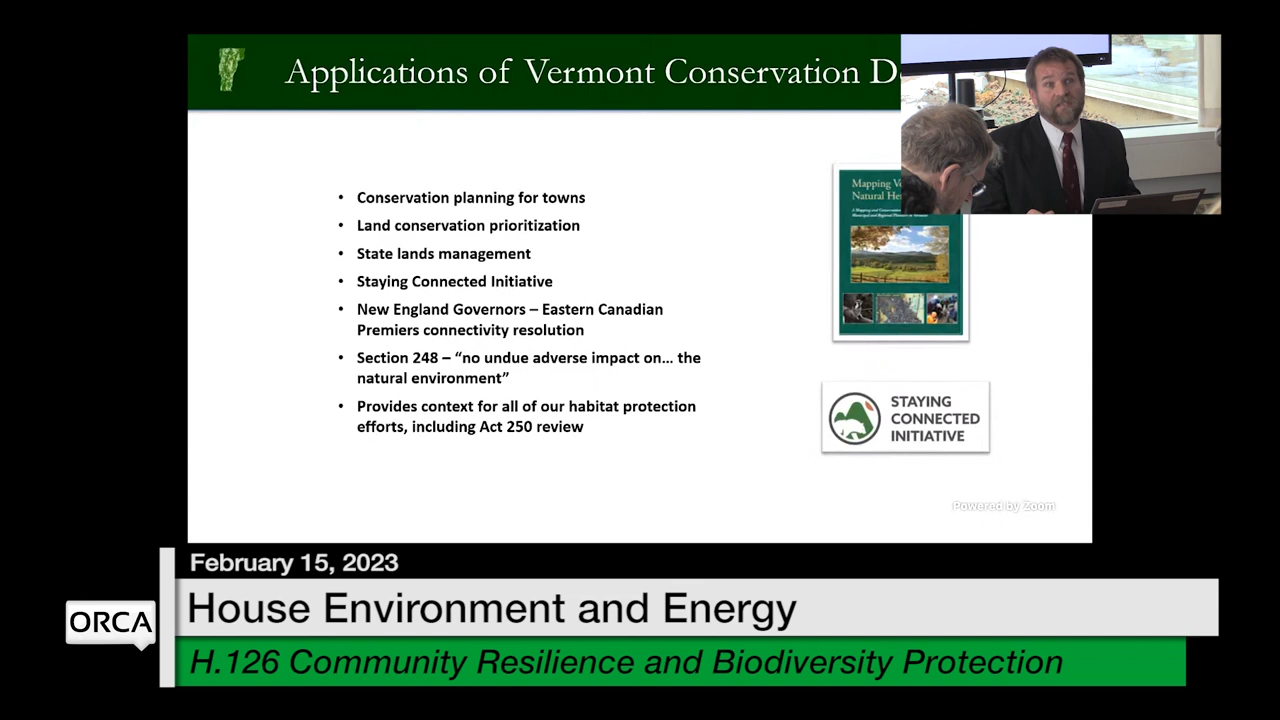 Applications of Vermont Conservation
• Conservation planning for towns
• Land conservation prioritization
• State lands management
• Staying Connected Initiative
• New England Governors – Eastern Canadian
Premiers connectivity resolution
• Section 248 – “no undue adverse impact on… the
natural environment”
• Provides context for all of our habitat protection
efforts, including Act 250 review
Mapping
Natural
STAYING
CONNECTED
INITIATIVE
Powered by Zoom
February 15, 2023
House Environment and Energy
ORCA
H.126 Community Resilience and Biodiversity Protection